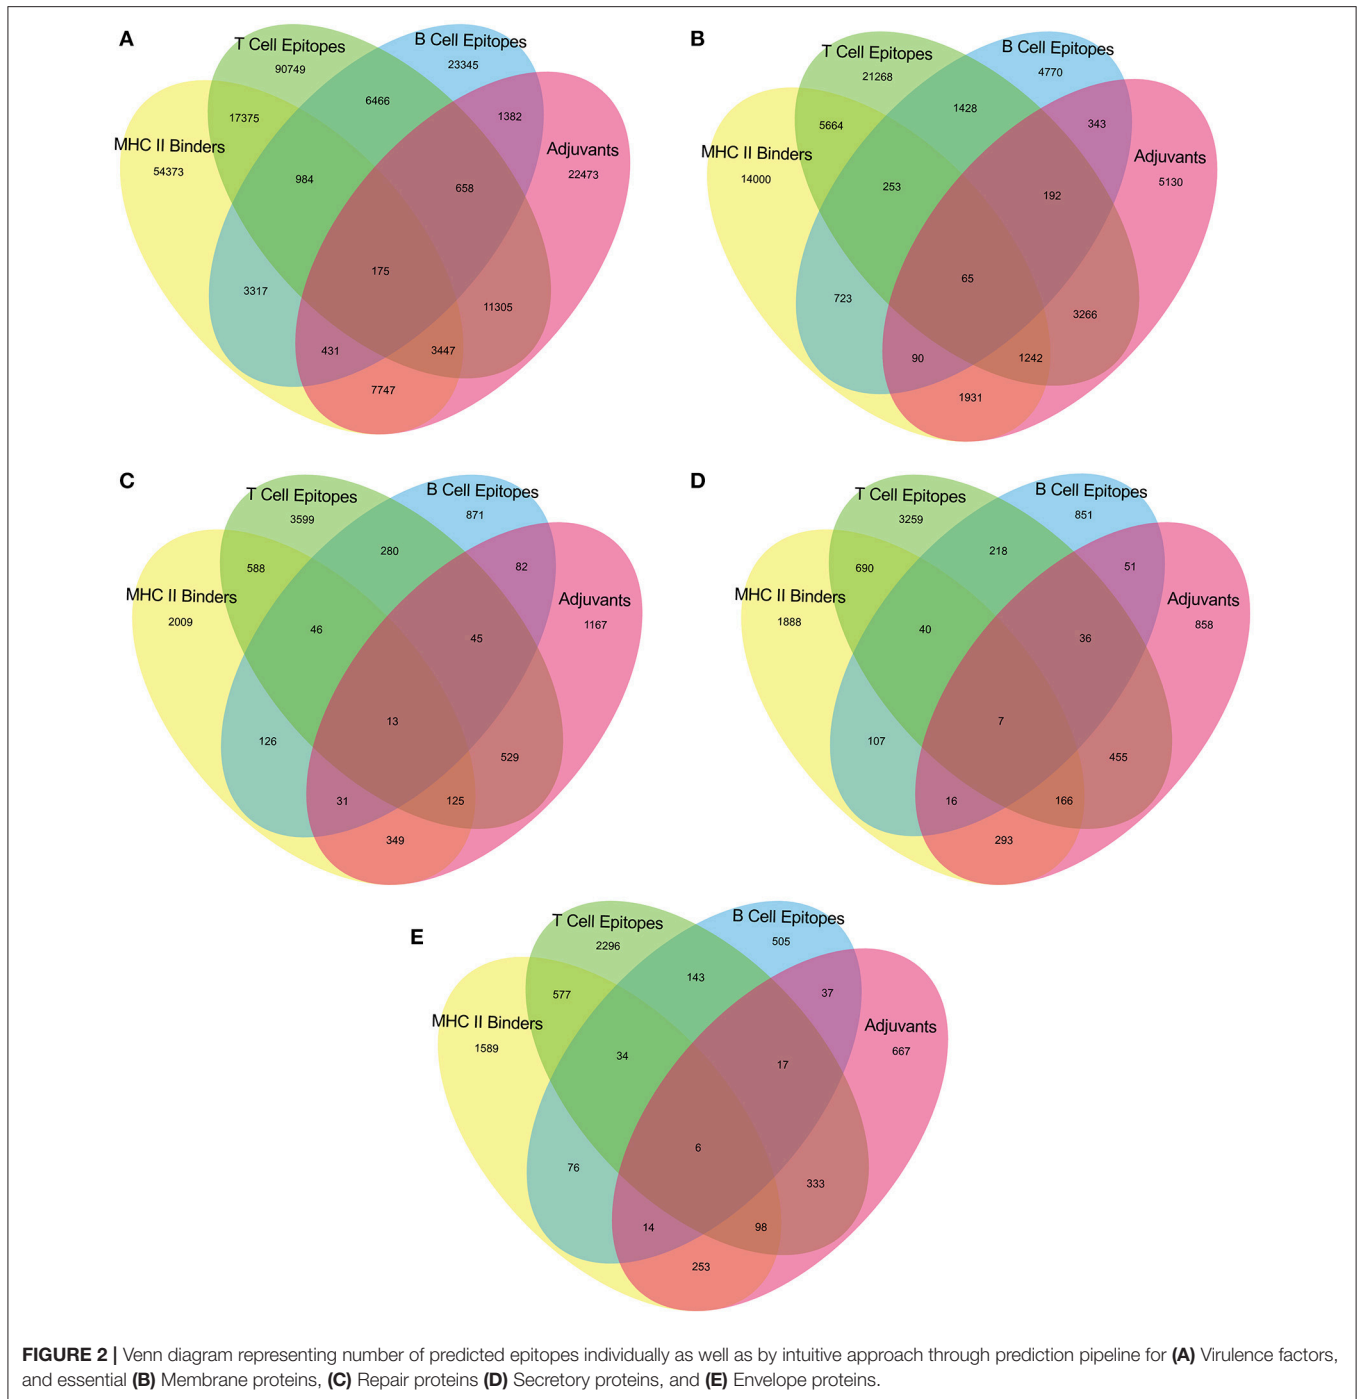 A
T Cell Epitopes
90749
B Cell Epitopes
23345
6466
1382
17375
MHC II Binders
54373
Adjuvants
22473
984
658
175
3317
11305
431
3447
7747
B
T Cell Epitopes
21268
B Cell Epitopes
4770
1428
343
5664
MHC II Binders
14000
Adjuvants
5130
253
192
65
723
3266
90
1242
1931
C
T Cell Epitopes
3599
B Cell Epitopes
871
280
82
588
MHC II Binders
2009
Adjuvants
1167
46
45
13
126
529
31
125
349
D
T Cell Epitopes
3259
B Cell Epitopes
851
218
51
690
MHC II Binders
1888
Adjuvants
858
40
36
7
107
455
16
166
293
E
T Cell Epitopes
2296
B Cell Epitopes
505
143
37
577
MHC II Binders
1589
Adjuvants
667
34
17
6
76
333
14
98
253
FIGURE 2 | Venn diagram representing number of predicted epitopes individually as well as by intuitive approach through prediction pipeline for (A) Virulence factors,
and essential (B) Membrane proteins, (C) Repair proteins (D) Secretory proteins, and (E) Envelope proteins.